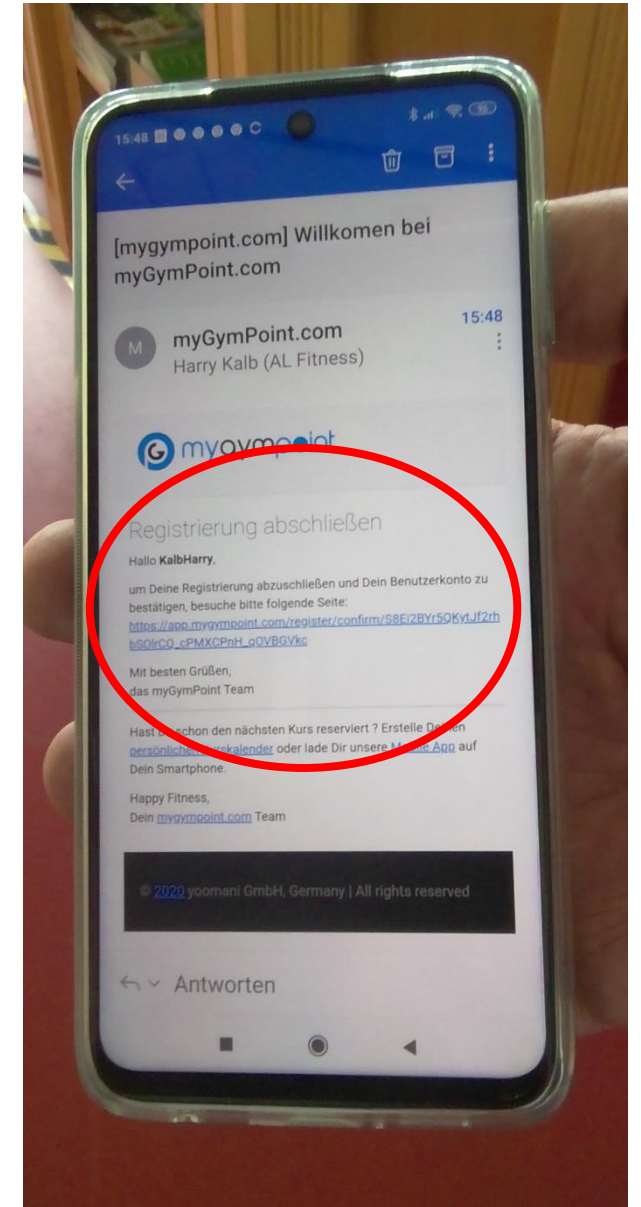 15:48
[mygympoint.com] Willkomen bei
myGymPoint.com
M
myGymPoint.com
15:48
Harry Kalb (AL Fitness)
mygympoint
Registrierung abschließen
Hallo KalbHarry,
um Deine Registrierung abzuschließen und Dein Benutzerkonto zu
bestätigen, besuche bitte folgende Seite:
https://app.mygympoint.com/register/confirm/S8Ei2BYr5QKytJf2rh
Mit besten Grüßen,
das myGymPoint Team
Hast Du schon den nächsten Kurs reserviert ? Erstelle Deinen
persönlichen Kurskalender oder lade Dir unsere Mobile App auf
Dein Smartphone.
Happy Fitness,
Dein mygympoint.com Team
© 2020 yoomani GmbH, Germany | All rights reserved
Antworten